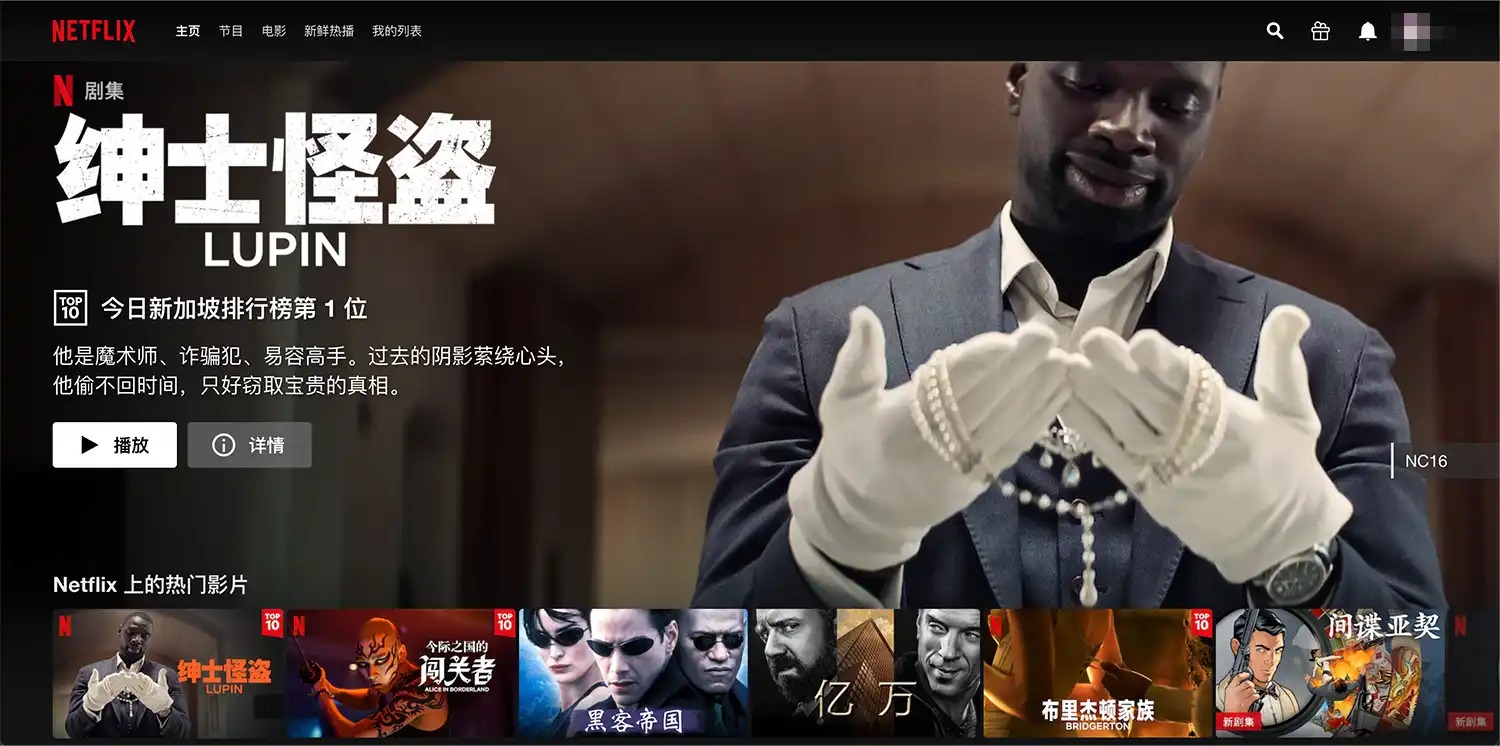 NETFLIX
主页 节目 电影 新鲜热播 我的列表
N 剧集
绅士怪盗
LUPIN
TOP 10 今日新加坡排行榜第 1 位
他是魔术师、诈骗犯、易容高手。过去的阴影萦绕心头，
他偷不回时间，只好窃取宝贵的真相。
播放 详情
NC16
Netflix 上的热门影片
N
TOP 10
绅士怪盗
LUPIN
N
TOP 10
今际之国的
闯关者
ALICE IN BORDERLAND
黑客帝国
亿万
N
TOP 10
布里杰顿家族
BRIDGERTON
间谍亚契
新剧集
N
新剧集